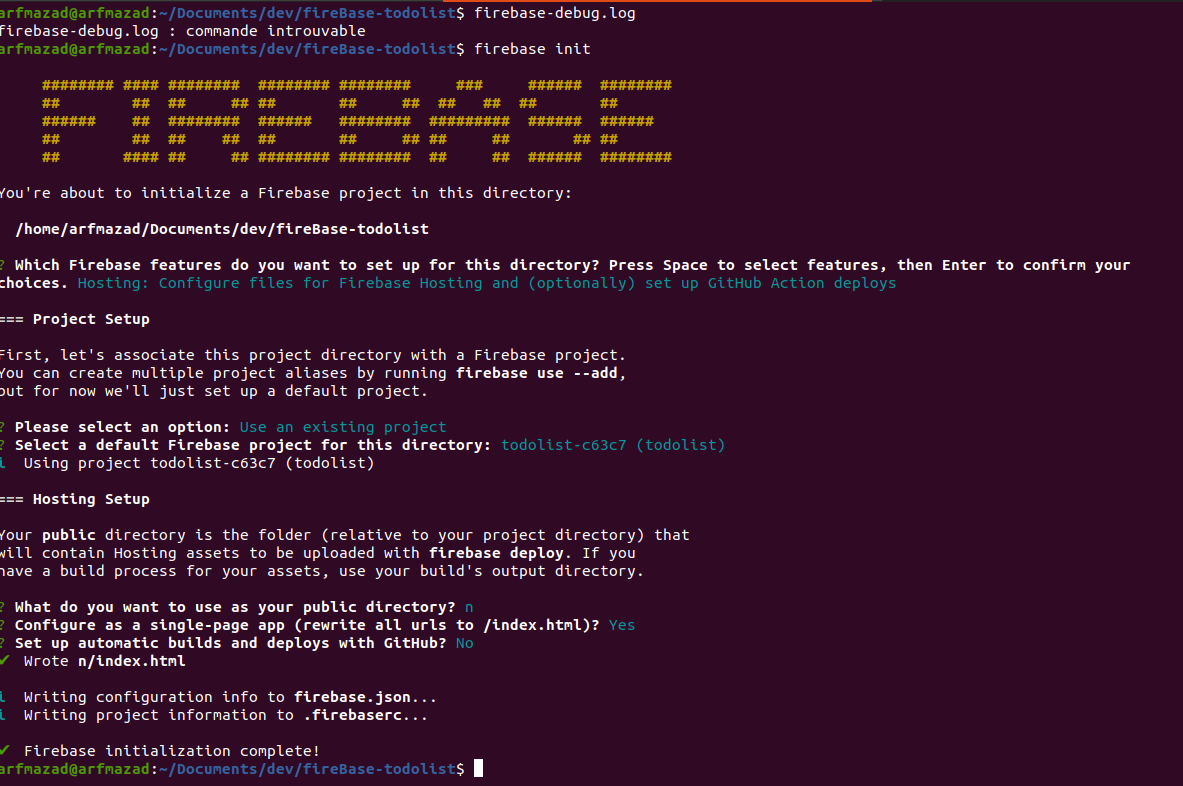 arfmazad@arfmazad:~/Documents/dev/fireBase-todolist$ firebase-debug.log
firebase-debug.log : commande introuvable
arfmazad@arfmazad:~/Documents/dev/fireBase-todolist$ firebase init
######## #### ########  ######## ########     ###     ######  ########
##        ##  ##     ## ##       ##     ##  ##   ##  ##       ##
######    ##  ########  ######   ########  #########  ######  ######
##        ##  ##    ##  ##       ##     ## ##     ##       ## ##
##       #### ##     ## ######## ########  ##     ##  ######  ########
You're about to initialize a Firebase project in this directory:
/home/arfmazad/Documents/dev/fireBase-todolist
? Which Firebase features do you want to set up for this directory? Press Space to select features, then Enter to confirm your
choices. Hosting: Configure files for Firebase Hosting and (optionally) set up GitHub Action deploys
=== Project Setup
First, let's associate this project directory with a Firebase project.
You can create multiple project aliases by running firebase use --add,
but for now we'll just set up a default project.
? Please select an option: Use an existing project
? Select a default Firebase project for this directory: todolist-c63c7 (todolist)
i  Using project todolist-c63c7 (todolist)
=== Hosting Setup
Your public directory is the folder (relative to your project directory) that
will contain Hosting assets to be uploaded with firebase deploy. If you
have a build process for your assets, use your build's output directory.
? What do you want to use as your public directory? n
? Configure as a single-page app (rewrite all urls to /index.html)? Yes
? Set up automatic builds and deploys with GitHub? No
✔  Wrote n/index.html
i  Writing configuration info to firebase.json...
i  Writing project information to .firebaserc...
✔  Firebase initialization complete!
arfmazad@arfmazad:~/Documents/dev/fireBase-todolist$